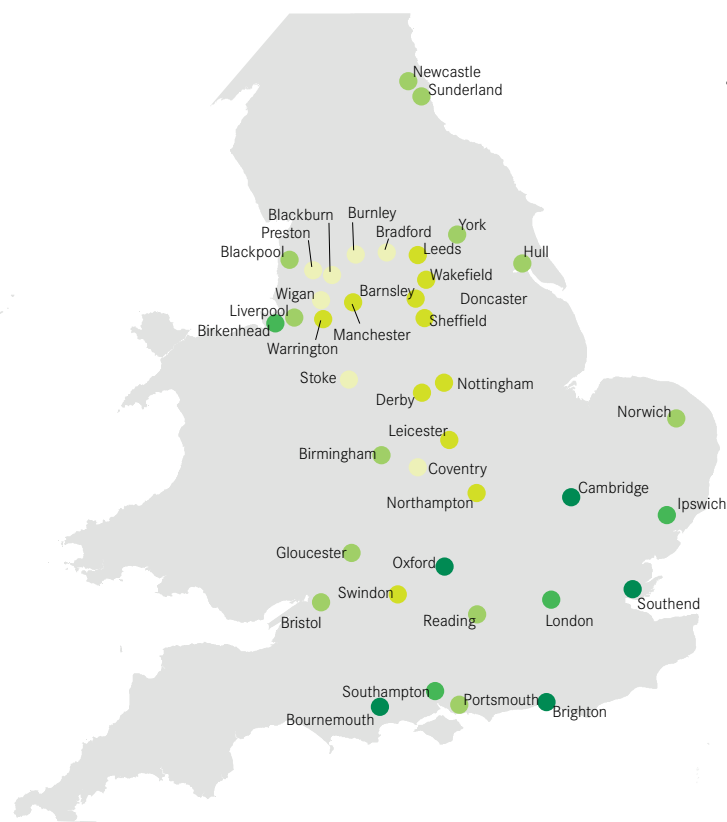 Newcastle
Sunderland
Burnley
Blackburn
York
Preston
Bradford
Blackpool
Leeds
Hull
Wakefield
Barnsley
Wigan
Doncaster
Liverpool
Sheffield
Birkenhead
Manchester
Warrington
Stoke
Nottingham
Derby
Norwich
Leicester
Birmingham
Coventry
Cambridge
Northampton
Ipswich
Gloucester
Oxford
Swindon
Southend
Bristol
Reading
London
Southampton
Portsmouth
Brighton
Bournemouth